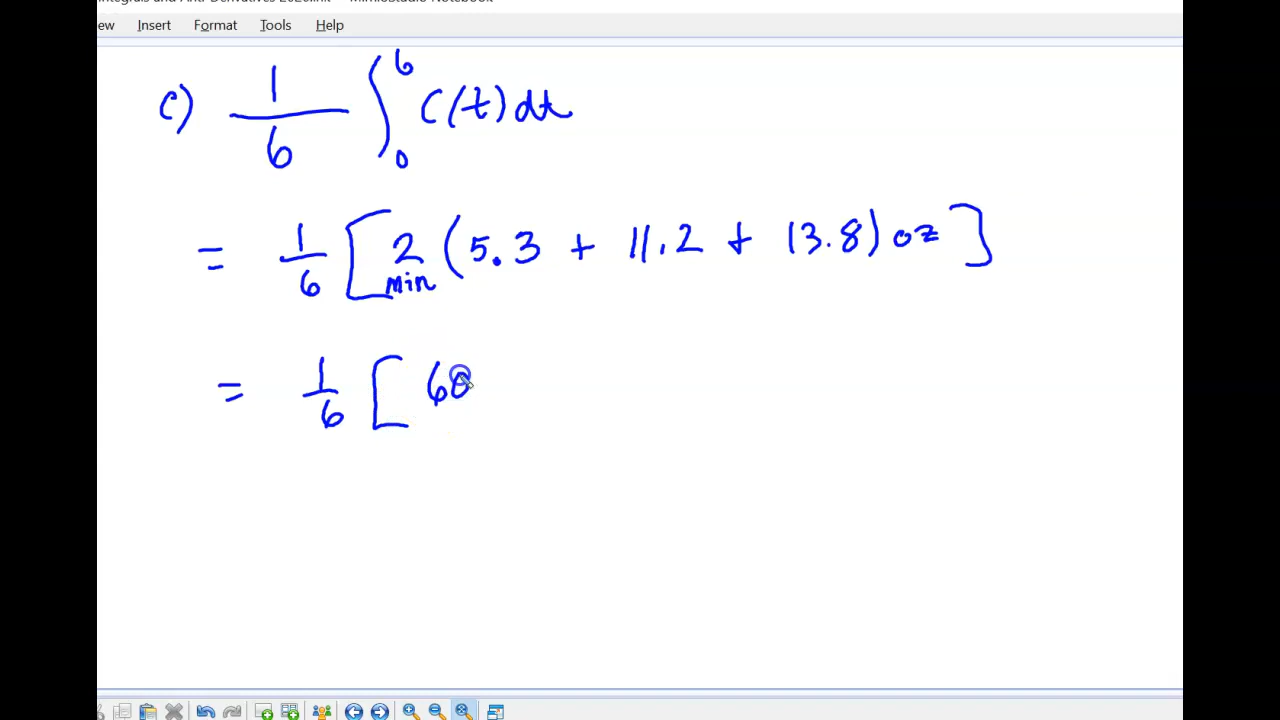 ew Insert Format Tools Help
c) 1/6 ∫₀⁶ C(t) dt
= 1/6 [ 2 min (5.3 + 11.2 + 13.8) oz ]
= 1/6 [ 60